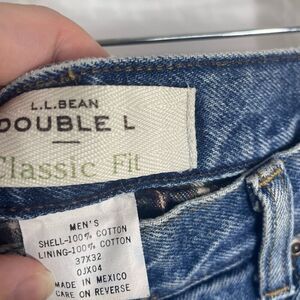 L.L.BEAN
DOUBLE L
Classic Fit
MEN'S
SHELL-100% COTTON
LINING-100% COTTON
37X32
0JX04
MADE IN MEXICO
CARE ON REVERSE